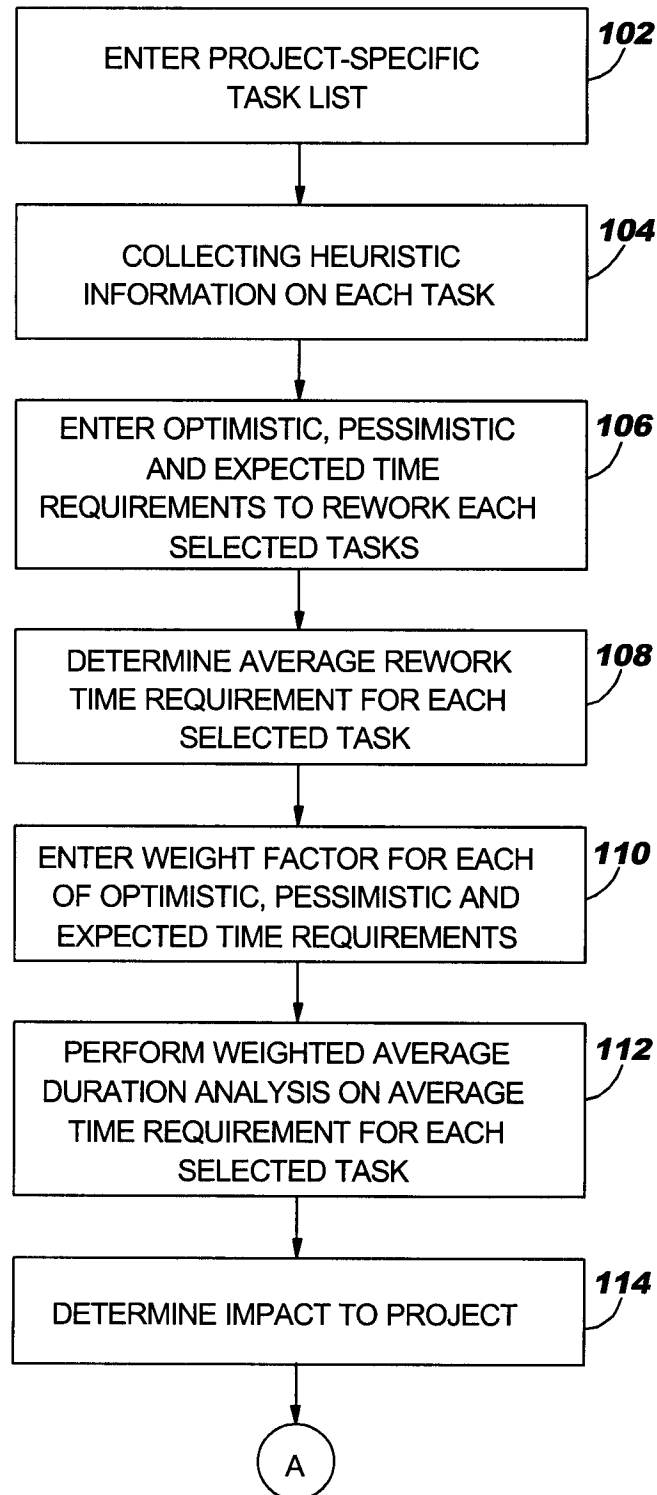 102
ENTER PROJECT-SPECIFIC
TASK LIST
104
COLLECTING HEURISTIC
INFORMATION ON EACH TASK
106
ENTER OPTIMISTIC, PESSIMISTIC
AND EXPECTED TIME
REQUIREMENTS TO REWORK EACH
SELECTED TASKS
108
DETERMINE AVERAGE REWORK
TIME REQUIREMENT FOR EACH
SELECTED TASK
110
ENTER WEIGHT FACTOR FOR EACH
OF OPTIMISTIC, PESSIMISTIC AND
EXPECTED TIME REQUIREMENTS
112
PERFORM WEIGHTED AVERAGE
DURATION ANALYSIS ON AVERAGE
TIME REQUIREMENT FOR EACH
SELECTED TASK
114
DETERMINE IMPACT TO PROJECT
A